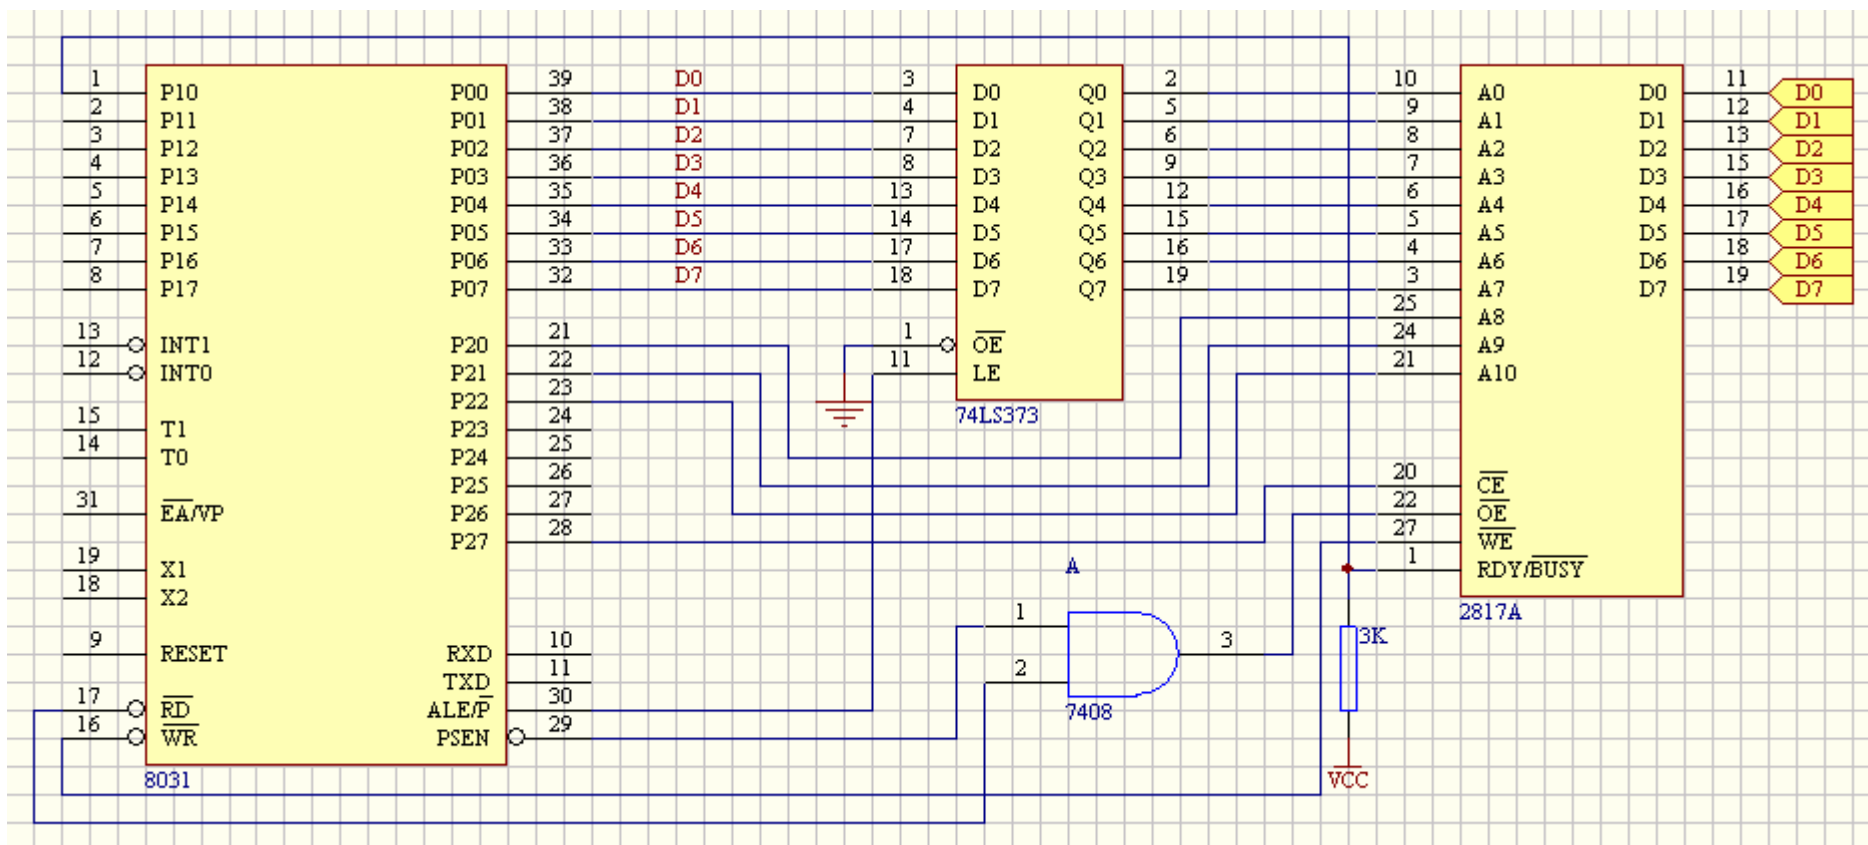 1 P10 P00 39 D0 3 D0 Q0 2 10 A0 D0 11 D0
2 P11 P01 38 D1 4 D1 Q1 5 9 A1 D1 12 D1
3 P12 P02 37 D2 7 D2 Q2 6 8 A2 D2 13 D2
4 P13 P03 36 D3 8 D3 Q3 9 7 A3 D3 15 D3
5 P14 P04 35 D4 13 D4 Q4 12 6 A4 D4 16 D4
6 P15 P05 34 D5 14 D5 Q5 15 5 A5 D5 17 D5
7 P16 P06 33 D6 17 D6 Q6 16 4 A6 D6 18 D6
8 P17 P07 32 D7 18 D7 Q7 19 3 A7 D7 19 D7
25 A8
13 INT1 P20 21 1 OE 24 A9
12 INT0 P21 22 11 LE 21 A10
P22 23
74LS373
15 T1 P23 24
14 T0 P24 25
P25 26 20 CE
31 EA/VP P26 27 22 OE
P27 28 27 WE
19 X1 A 1 RDY/BUSY
18 X2
2817A
1 3 3K
9 RESET RXD 10
2
TXD 11
17 RD ALE/P 30
7408
16 WR PSEN 29
8031
VCC